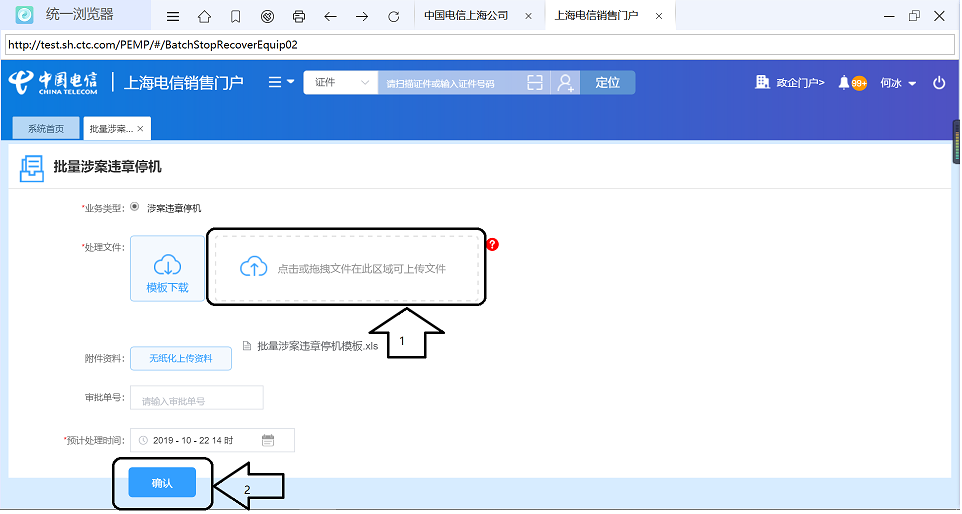 统一浏览器
中国电信上海公司 ×
上海电信销售门户 ×
http://test.sh.ctc.com/PEMP/#/BatchStopRecoverEquip02
中国电信
CHINA TELECOM
上海电信销售门户
证件
请扫描证件或输入证件号码
定位
政企门户>
99+
何冰
系统首页
批量涉案... ×
批量涉案违章停机
*业务类型: 涉案违章停机
*处理文件:
模板下载
点击或拖拽文件在此区域可上传文件
?
1
批量涉案违章停机模板.xls
附件资料: 无纸化上传资料
审批单号: 请输入审批单号
*预计处理时间: 2019 - 10 - 22 14 时
确认
2